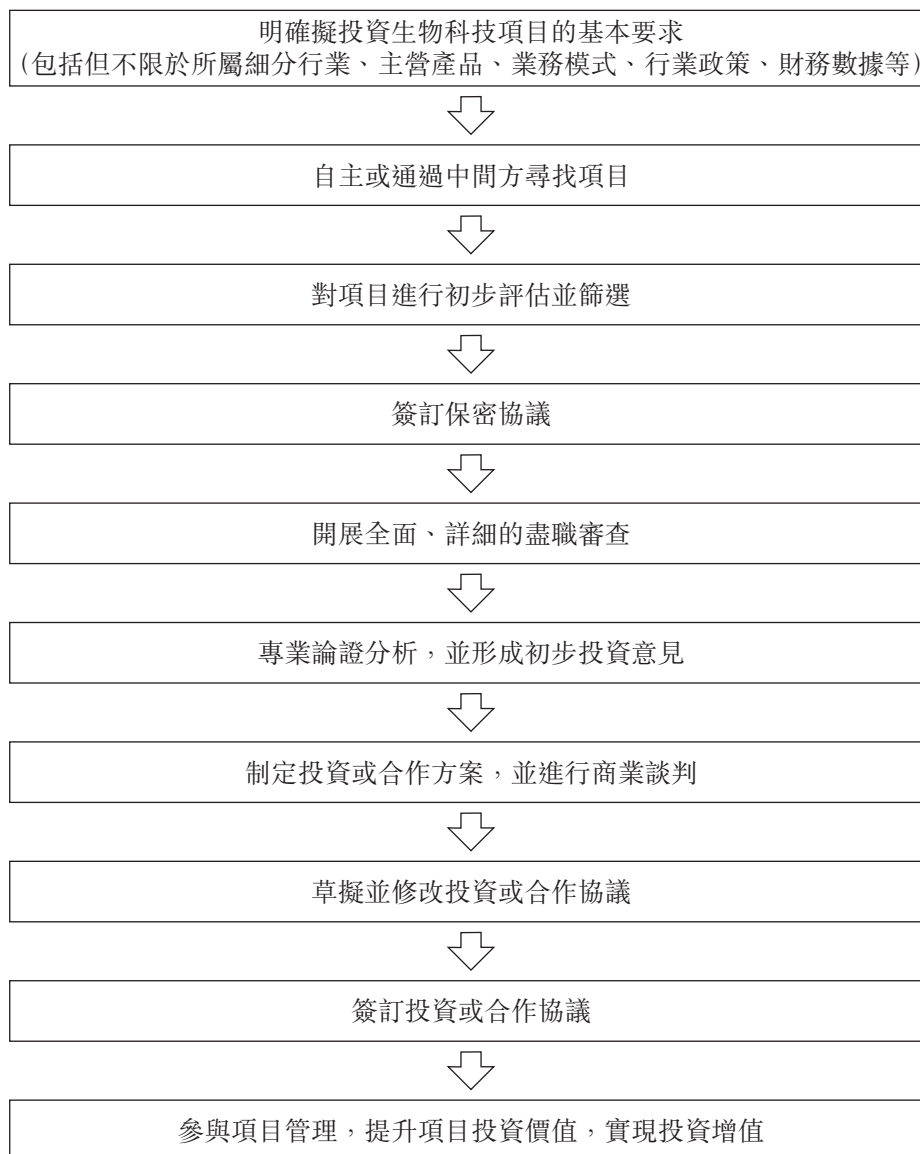 明確擬投資生物科技項目的基本要求
(包括但不限於所屬細分行業、主營產品、業務模式、行業政策、財務數據等)
自主或通過中間方尋找項目
對項目進行初步評估並篩選
簽訂保密協議
開展全面、詳細的盡職審查
專業論證分析，並形成初步投資意見
制定投資或合作方案，並進行商業談判
草擬並修改投資或合作協議
簽訂投資或合作協議
參與項目管理，提升項目投資價值，實現投資增值